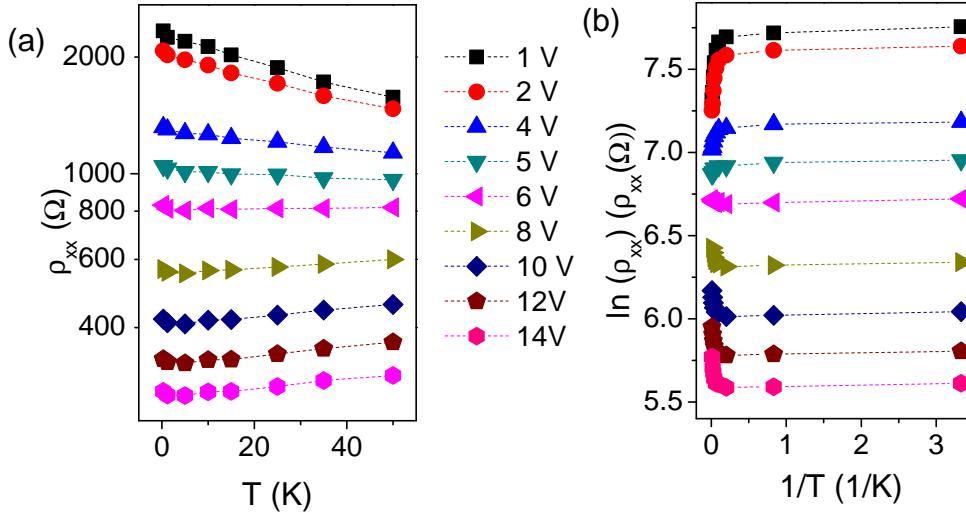 (a)
2000
1000
800
600
400
ρxx (Ω)
0
20
40
T (K)
1 V
2 V
4 V
5 V
6 V
8 V
10 V
12V
14V
(b)
7.5
7.0
6.5
6.0
5.5
ln (ρxx) (ρxx(Ω))
0
1
2
3
1/T (1/K)